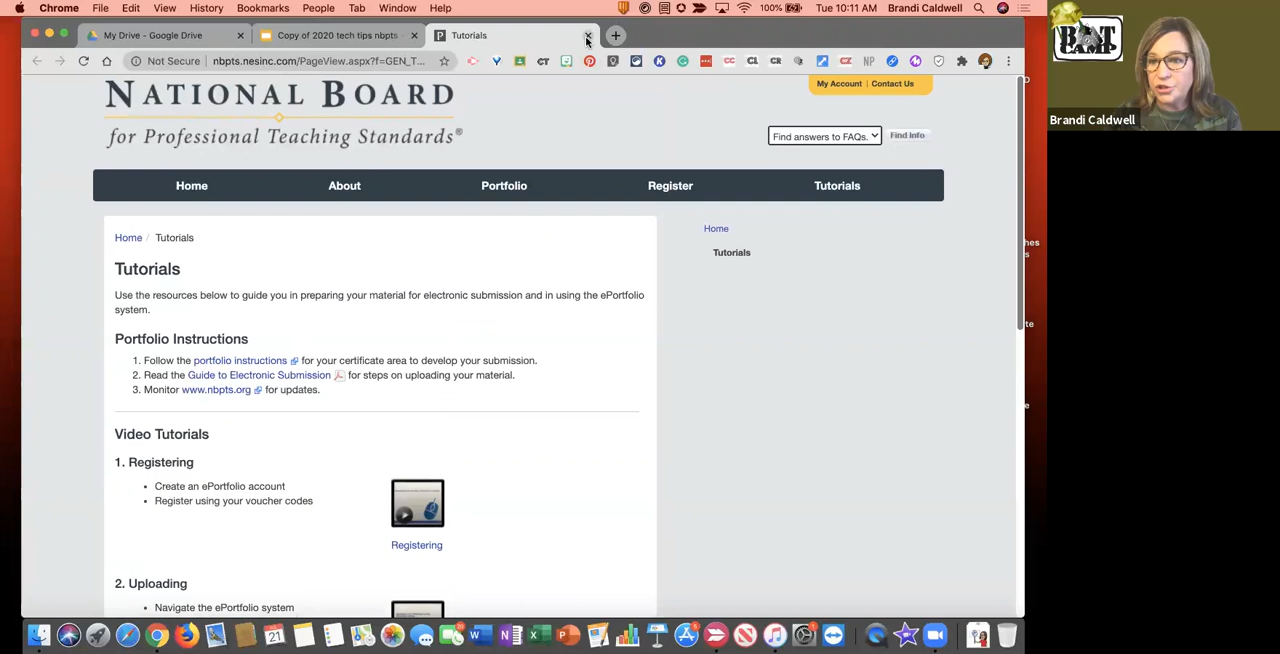 Chrome File Edit View History Bookmarks People Tab Window Help 100% Tue 10:11 AM Brandi Caldwell
My Drive - Google Drive Copy of 2020 tech tips nbpts Tutorials
Not Secure nbpts.nesinc.com/PageView.aspx?f=GEN_T...
NATIONAL BOARD
for Professional Teaching Standards®
My Account Contact Us
Find answers to FAQs. Find Info
Home About Portfolio Register Tutorials
Home / Tutorials
Home
Tutorials
Tutorials
Use the resources below to guide you in preparing your material for electronic submission and in using the ePortfolio
system.
Portfolio Instructions
1. Follow the portfolio instructions for your certificate area to develop your submission.
2. Read the Guide to Electronic Submission for steps on uploading your material.
3. Monitor www.nbpts.org for updates.
Video Tutorials
1. Registering
• Create an ePortfolio account
• Register using your voucher codes
Registering
2. Uploading
• Navigate the ePortfolio system
BOOT
CAMP
Brandi Caldwell